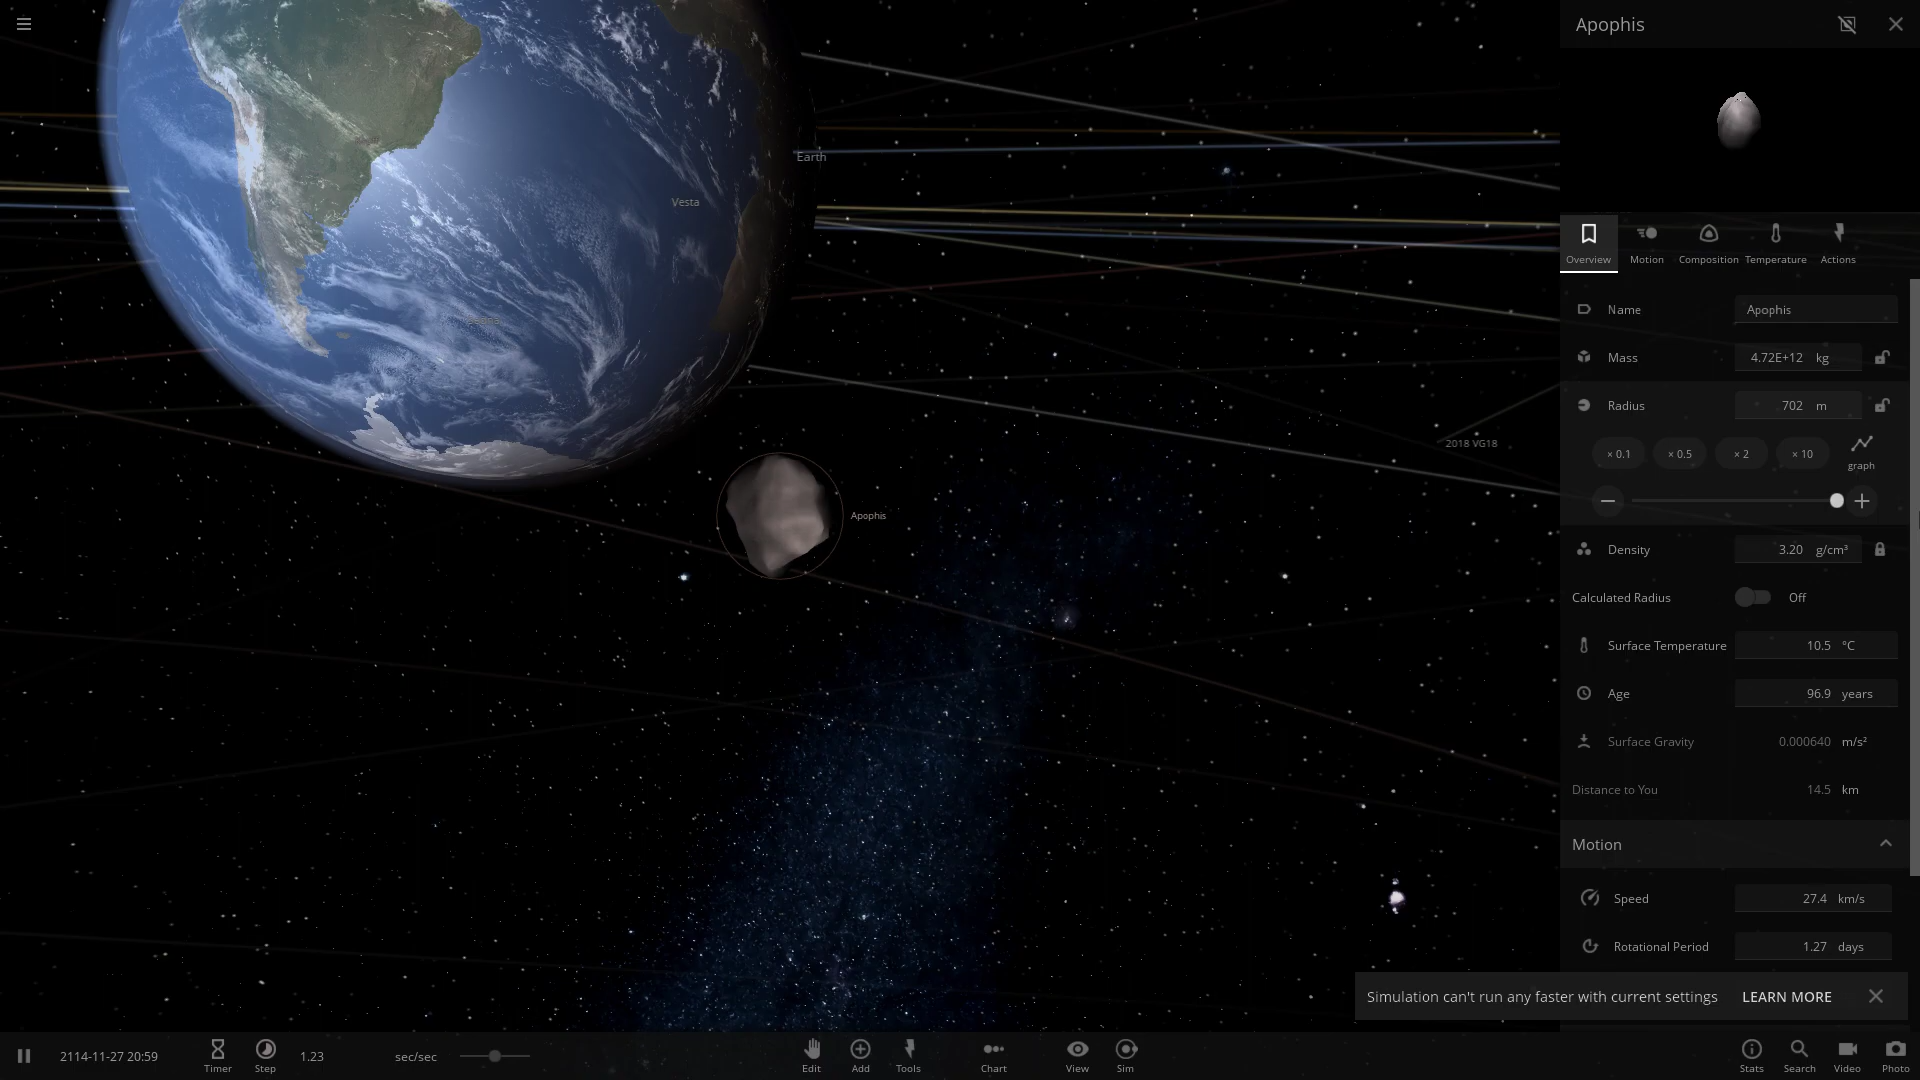 Apophis
Earth
Vesta
2018 VG18
Apophis
Overview
Motion
Composition
Temperature
Actions
Name Apophis
Mass 4.72E+12 kg
Radius 702 m
× 0.1 × 0.5 × 2 × 10 graph
Density 3.20 g/cm³
Calculated Radius Off
Surface Temperature 10.5 °C
Age 96.9 years
Surface Gravity 0.000640 m/s²
Distance to You 14.5 km
Motion
Speed 27.4 km/s
Rotational Period 1.27 days
Simulation can't run any faster with current settings LEARN MORE
2114-11-27 20:59
Timer
Step
1.23 sec/sec
Edit
Add
Tools
Chart
View
Sim
Stats
Search
Video
Photo